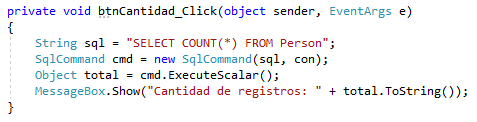 private void btnCantidad_Click(object sender, EventArgs e)
{
String sql = "SELECT COUNT(*) FROM Person";
SqlCommand cmd = new SqlCommand(sql, con);
Object total = cmd.ExecuteScalar();
MessageBox.Show("Cantidad de registros: " + total.ToString());
}